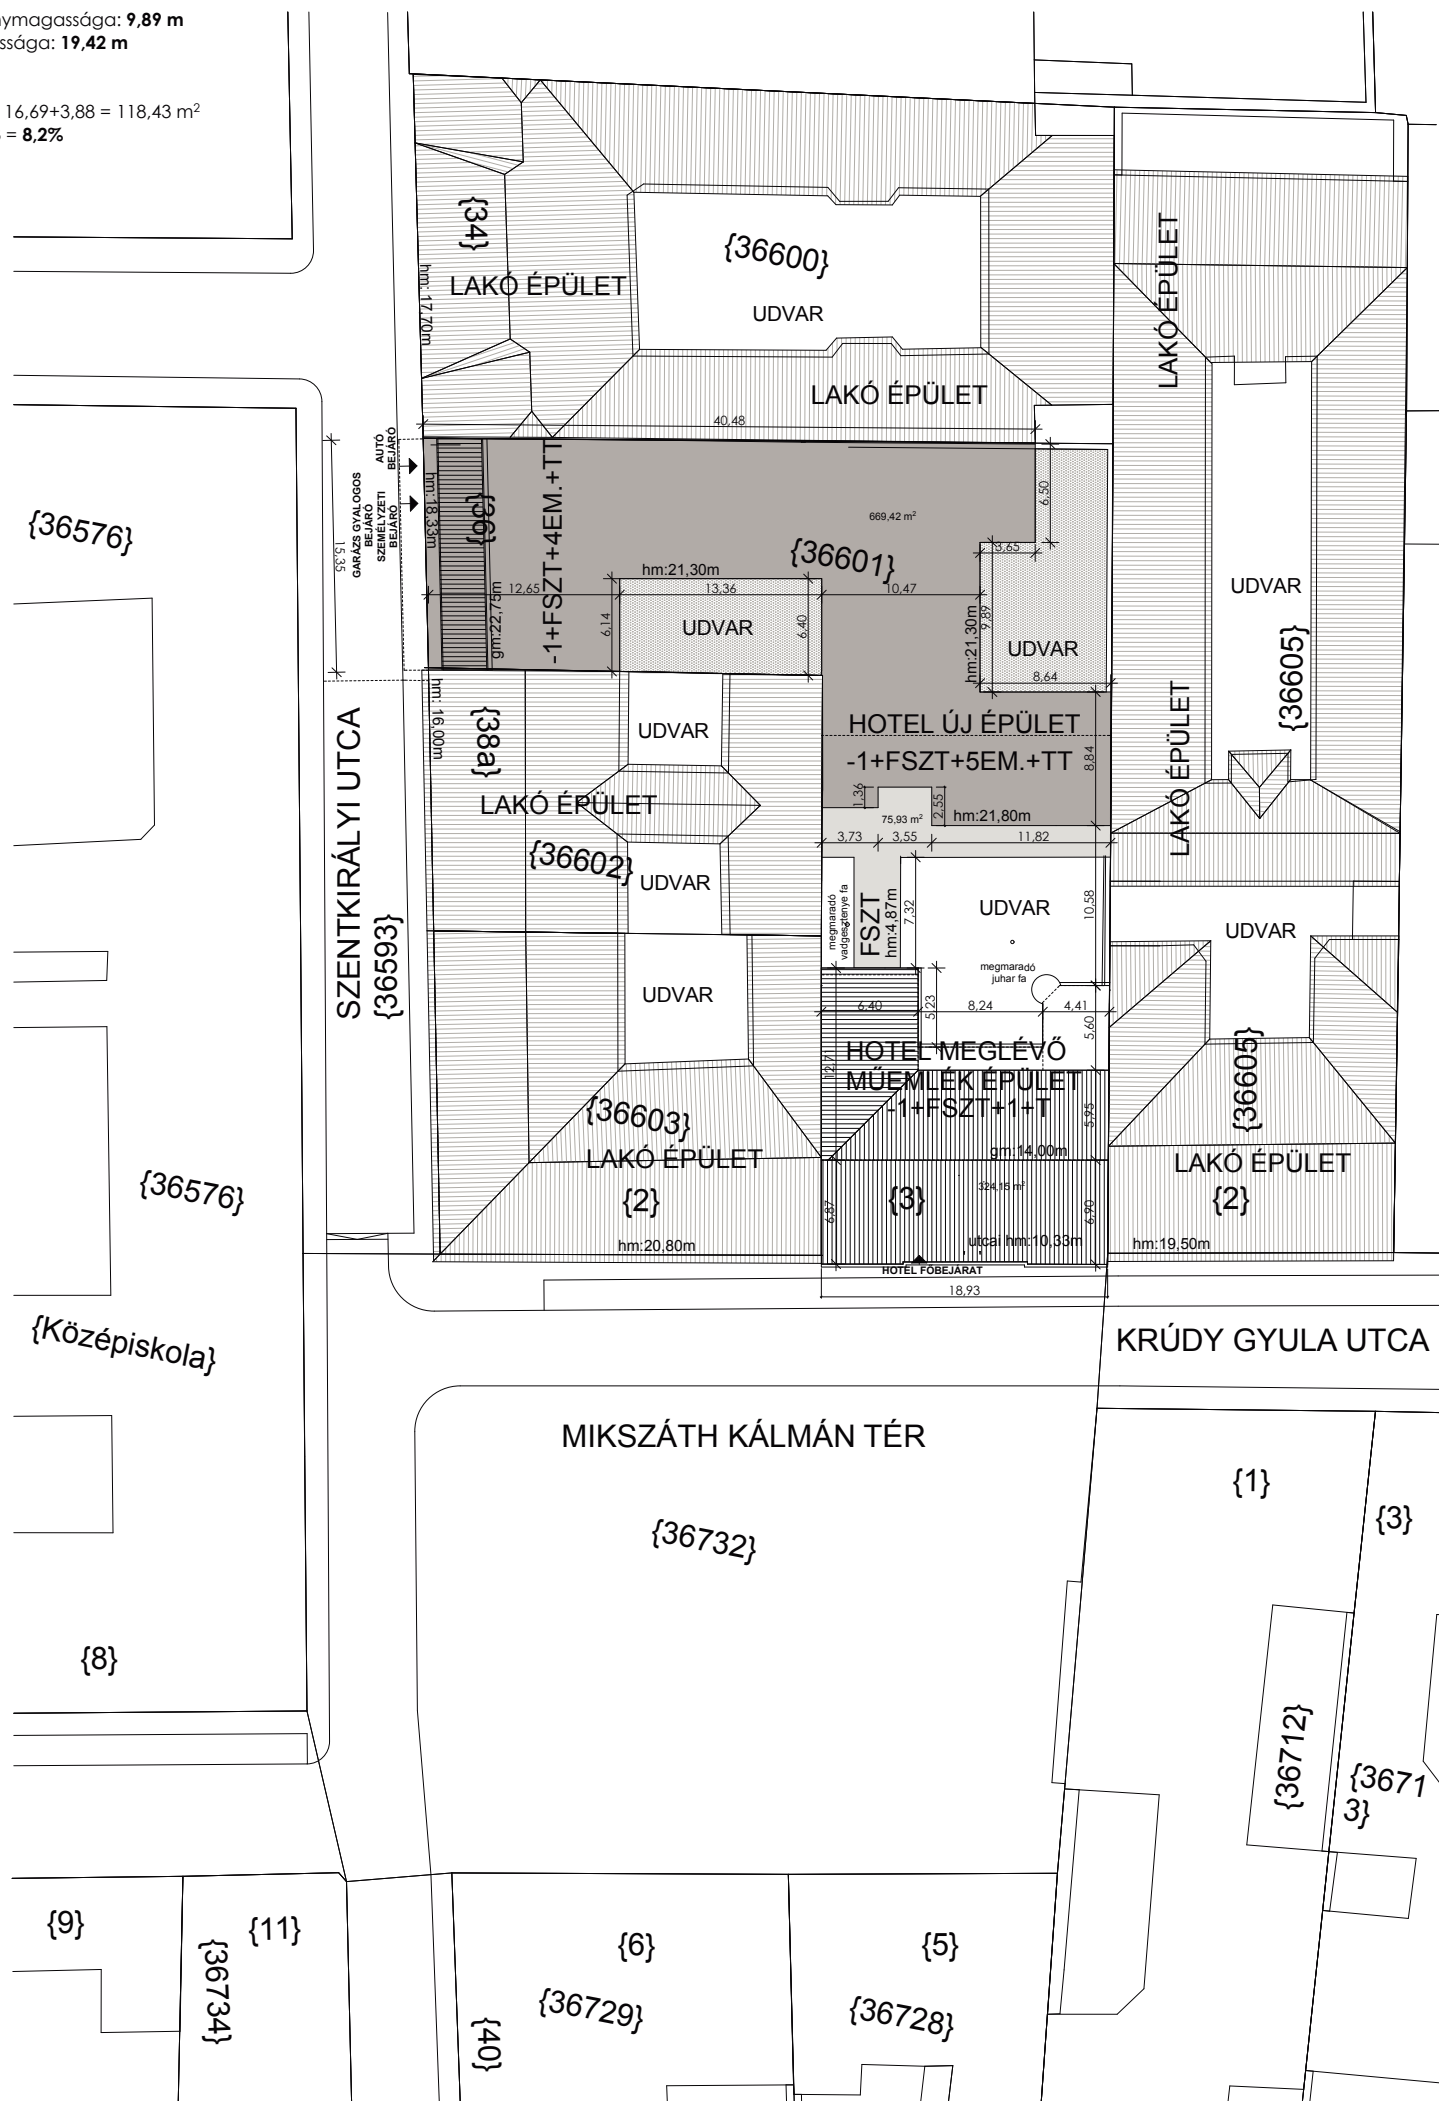 nymagassága: 9,89 m
ssága: 19,42 m
16,69+3,88 = 118,43 m²
= 8,2%
{34}
{36600}
LAKÓ ÉPÜLET
UDVAR
hm: 17,70m
LAKÓ ÉPÜLET
LAKÓ ÉPÜLET
40,48
AUTÓ
BEJÁRÓ
GARÁZS GYALOGOS
BEJÁRÓ
SZEMÉLYZETI
BEJÁRÓ
15,35
hm:18,33m
{36}
-1+FSZT+4EM.+TT
gm:22,75m
669,42 m²
6,50
3,65
{36576}
{36601}
hm:21,30m
12,65
13,36
10,47
6,14
6,40
UDVAR
9,89
hm:21,30m
UDVAR
8,64
UDVAR
{36605}
hm: 16,00m
{38a}
UDVAR
HOTEL ÚJ ÉPÜLET
-1+FSZT+5EM.+TT
8,84
LAKÓ ÉPÜLET
LAKÓ ÉPÜLET
{36602}
UDVAR
1,36
75,93 m²
2,55
hm:21,80m
3,73
3,55
11,82
SZENTKIRÁLYI UTCA
{36593}
megmaradó
vadgesztenye fa
FSZT
hm:4,87m
7,32
UDVAR
10,58
megmaradó
juhar fa
UDVAR
UDVAR
6,40
5,23
8,24
4,41
5,60
HOTEL MEGLÉVŐ
MŰEMLÉK ÉPÜLET
-1+FSZT+1+T
12,71
5,95
gm:14,00m
{36605}
{36603}
LAKÓ ÉPÜLET
{2}
hm:20,80m
{3}
324,15 m²
6,87
6,90
utcai hm:10,33m
LAKÓ ÉPÜLET
{2}
hm:19,50m
HOTEL FŐBEJÁRAT
18,93
{36576}
{Középiskola}
KRÚDY GYULA UTCA
MIKSZÁTH KÁLMÁN TÉR
{36732}
{1}
{3}
{8}
{36712}
{3671
3}
{9}
{11}
{36734}
{6}
{5}
{36729}
{36728}
{40}